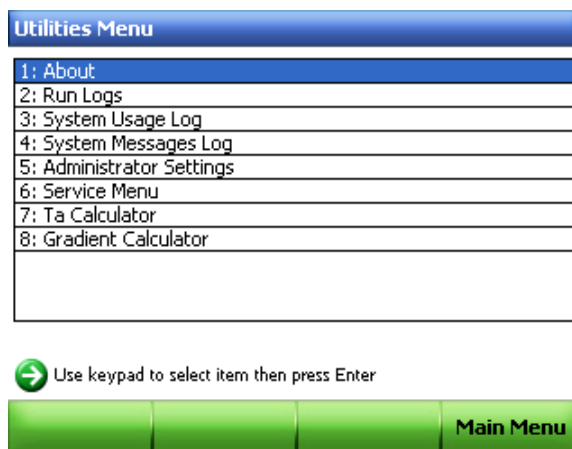 Utilities Menu
1: About
2: Run Logs
3: System Usage Log
4: System Messages Log
5: Administrator Settings
6: Service Menu
7: Ta Calculator
8: Gradient Calculator
Use keypad to select item then press Enter
Main Menu